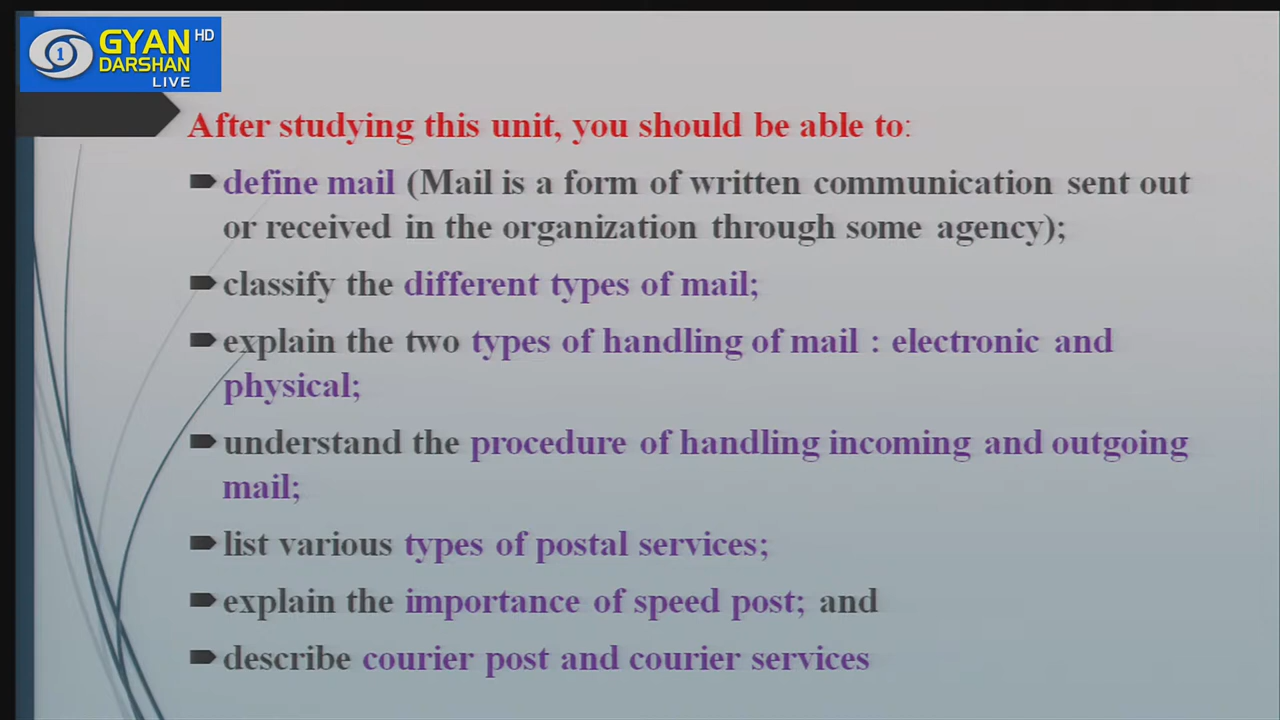 GYAN HD
DARSHAN
1
LIVE
After studying this unit, you should be able to:
define mail (Mail is a form of written communication sent out
or received in the organization through some agency);
classify the different types of mail;
explain the two types of handling of mail : electronic and
physical;
understand the procedure of handling incoming and outgoing
mail;
list various types of postal services;
explain the importance of speed post; and
describe courier post and courier services